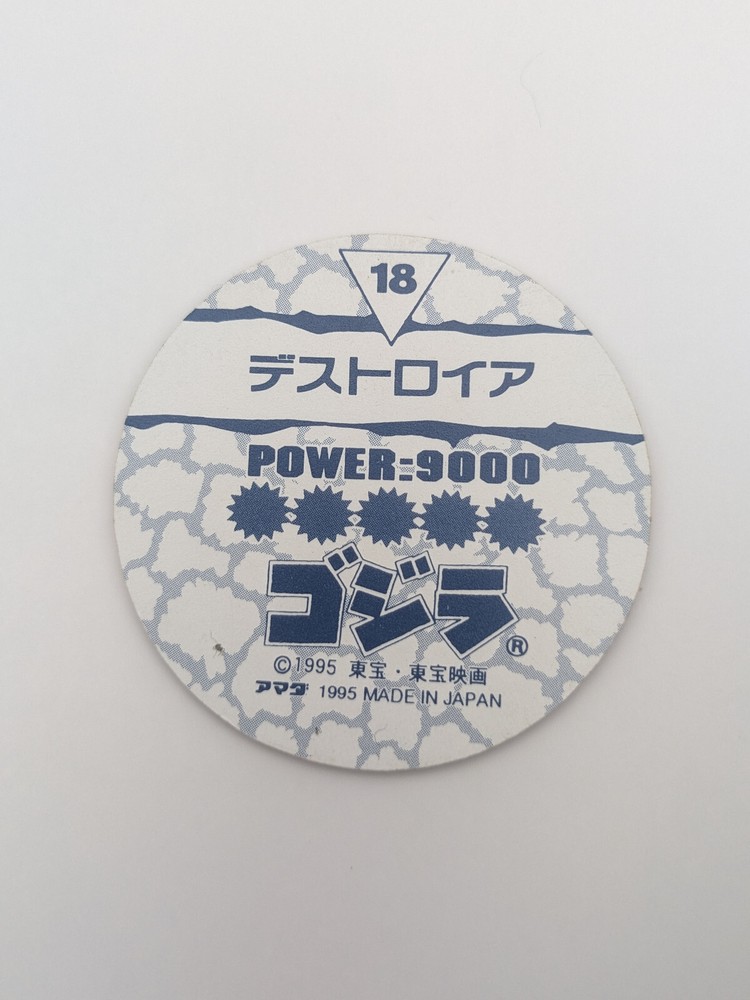 18
デストロイア
POWER:9000
ゴジラ®
©1995 東宝・東宝映画
アマダ 1995 MADE IN JAPAN